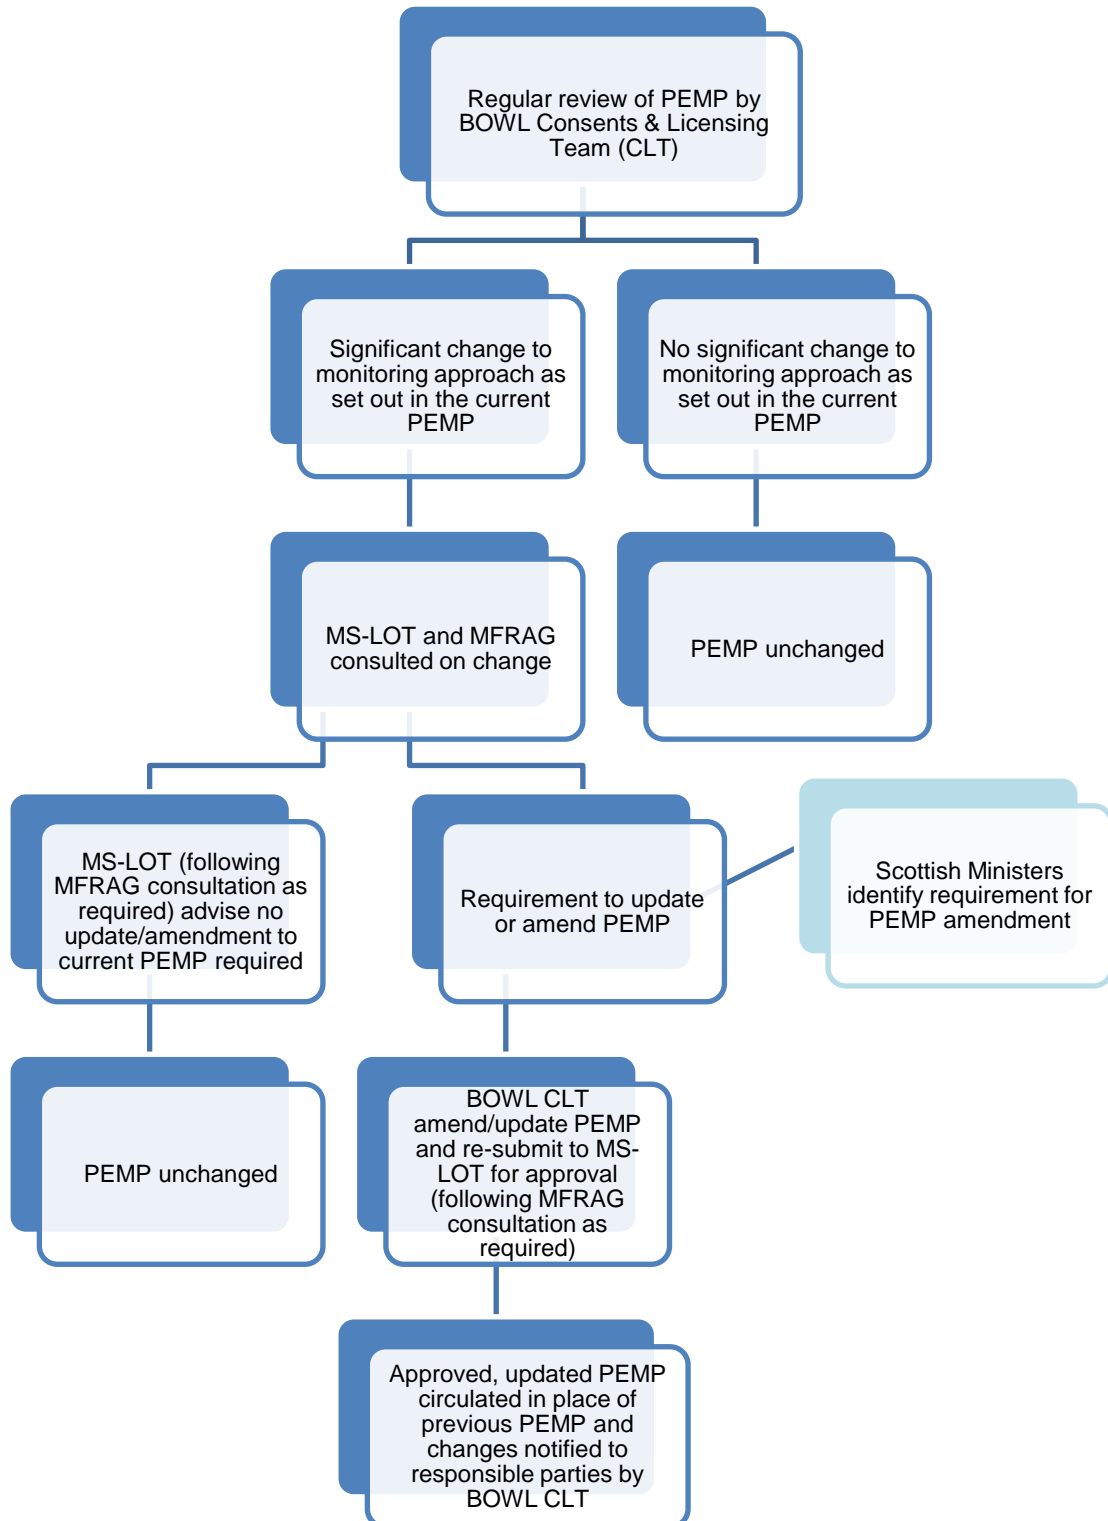 Regular review of PEMP by
BOWL Consents & Licensing
Team (CLT)
Significant change to
monitoring approach as
set out in the current
PEMP
No significant change to
monitoring approach as
set out in the current
PEMP
MS-LOT and MFRAG
consulted on change
PEMP unchanged
MS-LOT (following
MFRAG consultation as
required) advise no
update/amendment to
current PEMP required
Requirement to update
or amend PEMP
Scottish Ministers
identify requirement for
PEMP amendment
PEMP unchanged
BOWL CLT
amend/update PEMP
and re-submit to MS-
LOT for approval
(following MFRAG
consultation as
required)
Approved, updated PEMP
circulated in place of
previous PEMP and
changes notified to
responsible parties by
BOWL CLT